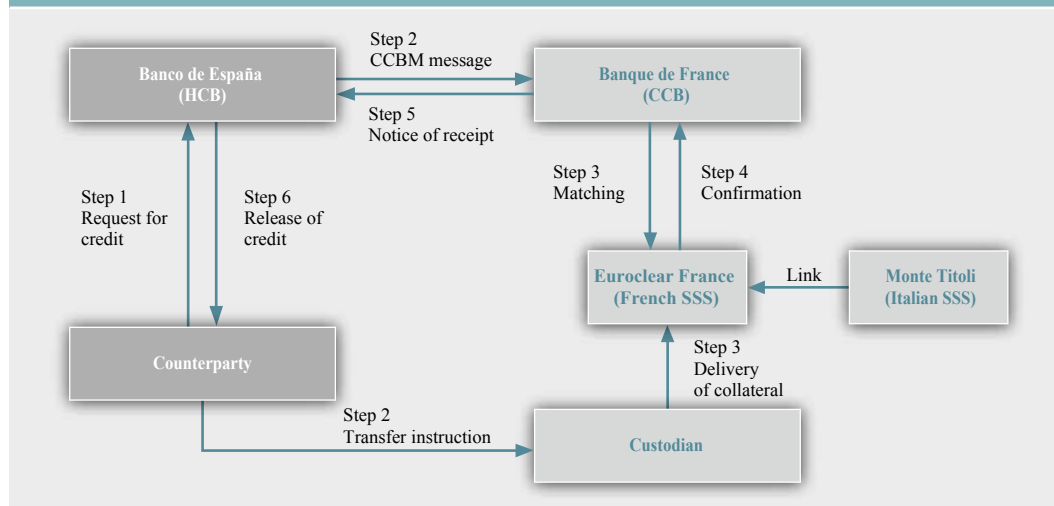 Step 2
CCBM message
Banco de España
(HCB)
Banque de France
(CCB)
Step 5
Notice of receipt
Step 1
Request for
credit
Step 6
Release of
credit
Step 3
Matching
Step 4
Confirmation
Euroclear France
(French SSS)
Link
Monte Titoli
(Italian SSS)
Counterparty
Step 3
Delivery
of collateral
Step 2
Transfer instruction
Custodian